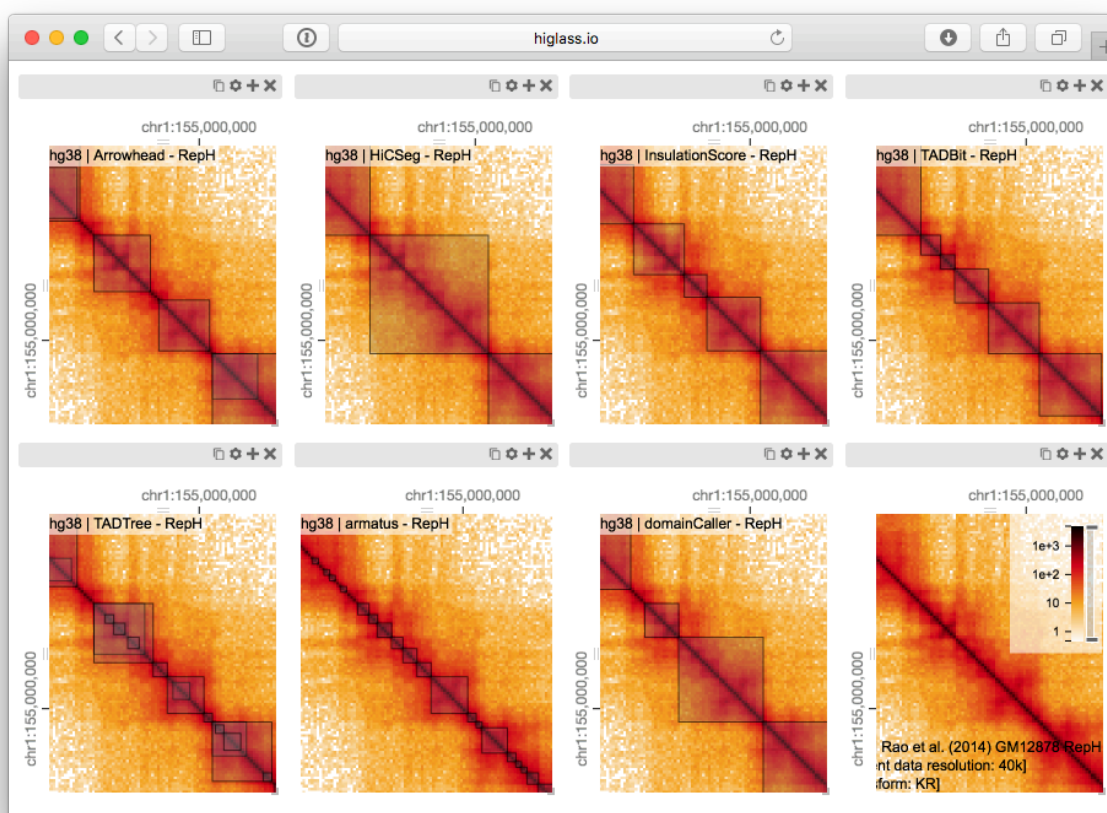 higlass.io
chr1:155,000,000
chr1:155,000,000
chr1:155,000,000
chr1:155,000,000
hg38 | Arrowhead - RepH
hg38 | HiCSeg - RepH
hg38 | InsulationScore - RepH
hg38 | TADBit - RepH
chr1:155,000,000
chr1:155,000,000
chr1:155,000,000
chr1:155,000,000
chr1:155,000,000
chr1:155,000,000
chr1:155,000,000
chr1:155,000,000
hg38 | TADTree - RepH
hg38 | armatus - RepH
hg38 | domainCaller - RepH
1e+3
1e+2
10
1
chr1:155,000,000
chr1:155,000,000
chr1:155,000,000
chr1:155,000,000
Rao et al. (2014) GM12878 RepH
nt data resolution: 40k]
sform: KR]